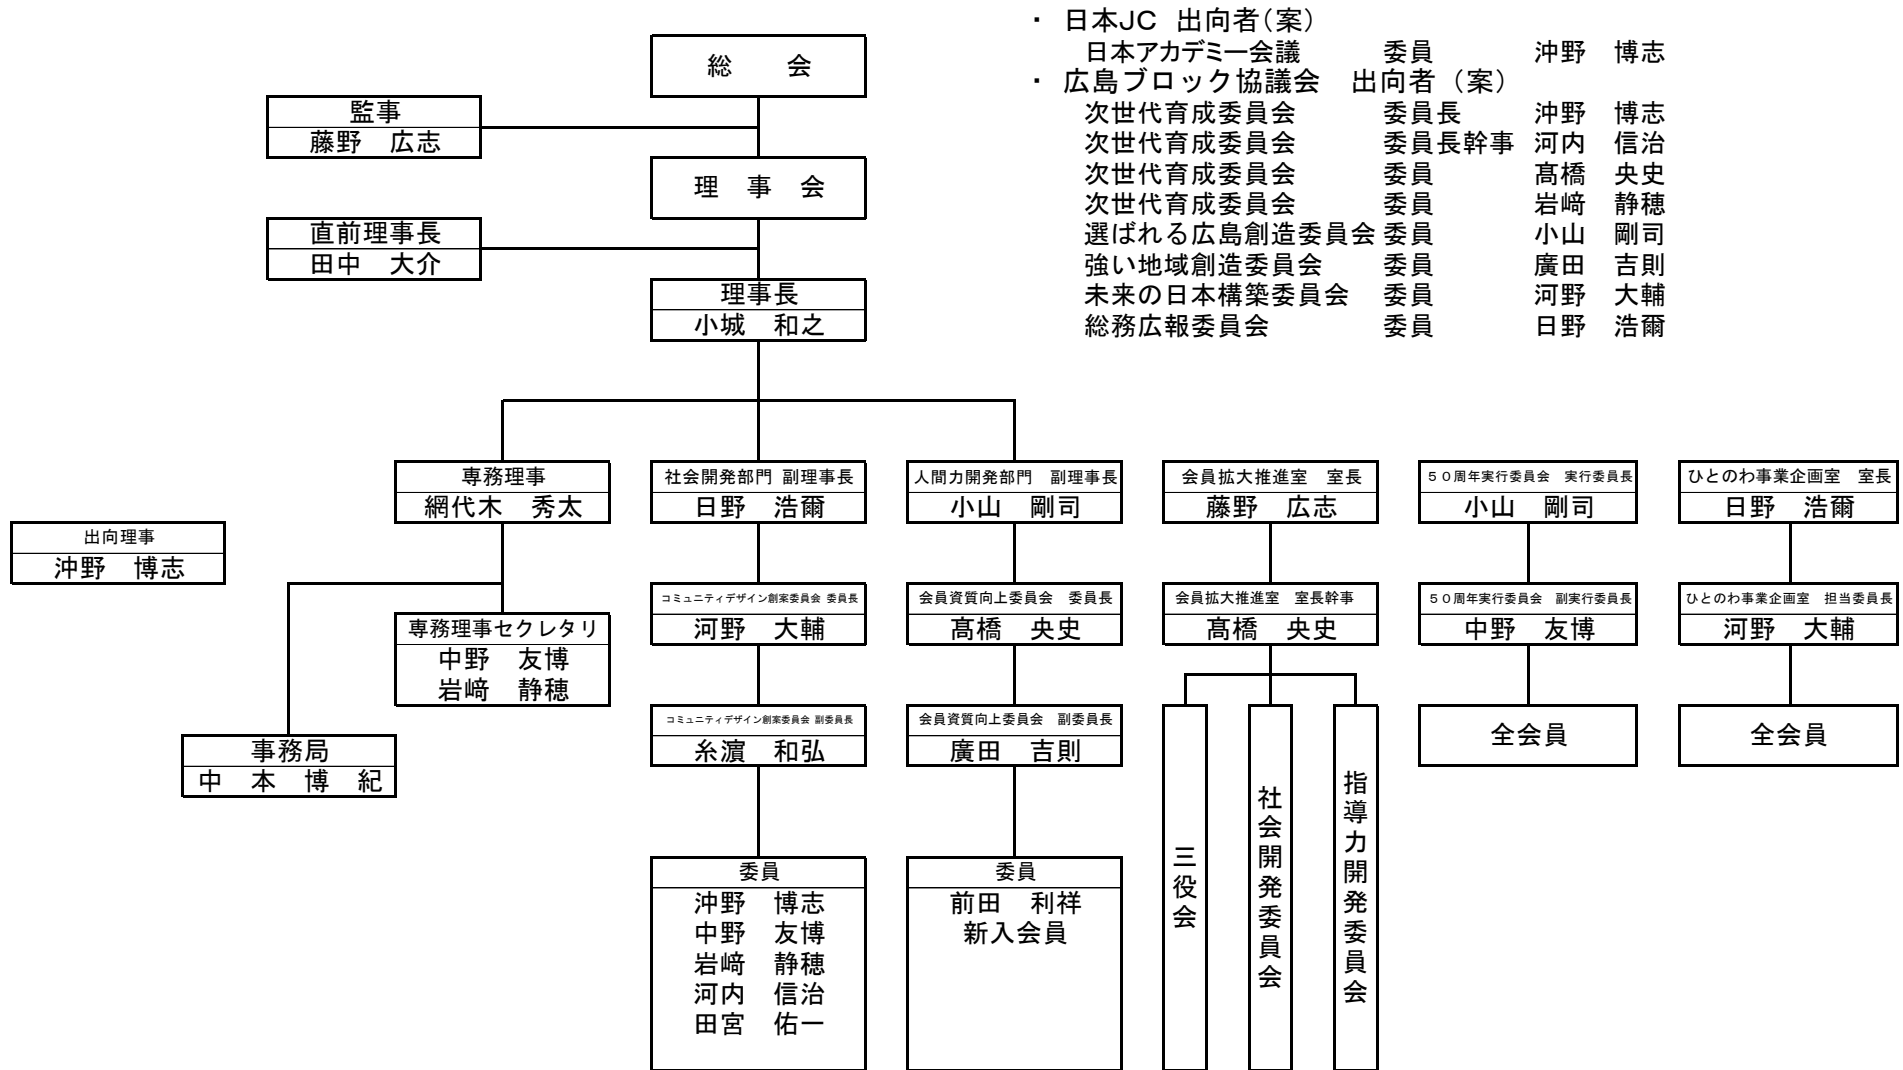 ・ 日本JC 出向者（案）
日本アカデミー会議 委員 沖野 博志
・ 広島ブロック協議会 出向者（案）
次世代育成委員会 委員長 沖野 博志
次世代育成委員会 委員長幹事 河内 信治
次世代育成委員会 委員 髙橋 央史
次世代育成委員会 委員 岩﨑 静穂
選ばれる広島創造委員会 委員 小山 剛司
強い地域創造委員会 委員 廣田 吉則
未来の日本構築委員会 委員 河野 大輔
総務広報委員会 委員 日野 浩爾
総 会
監事
藤野 広志
理 事 会
直前理事長
田中 大介
理事長
小城 和之
専務理事
網代木 秀太
社会開発部門 副理事長
日野 浩爾
人間力開発部門 副理事長
小山 剛司
会員拡大推進室 室長
藤野 広志
５０周年実行委員会 実行委員長
小山 剛司
ひとのわ事業企画室 室長
日野 浩爾
出向理事
沖野 博志
専務理事セクレタリ
中野 友博
岩﨑 静穂
コミュニティデザイン創案委員会 委員長
河野 大輔
会員資質向上委員会 委員長
髙橋 央史
会員拡大推進室 室長幹事
髙橋 央史
５０周年実行委員会 副実行委員長
中野 友博
ひとのわ事業企画室 担当委員長
河野 大輔
事務局
中 本 博 紀
コミュニティデザイン創案委員会 副委員長
糸濵 和弘
会員資質向上委員会 副委員長
廣田 吉則
三役会
社会開発委員会
指導力開発委員会
全会員
全会員
委員
沖野 博志
中野 友博
岩﨑 静穂
河内 信治
田宮 佑一
委員
前田 利祥
新入会員